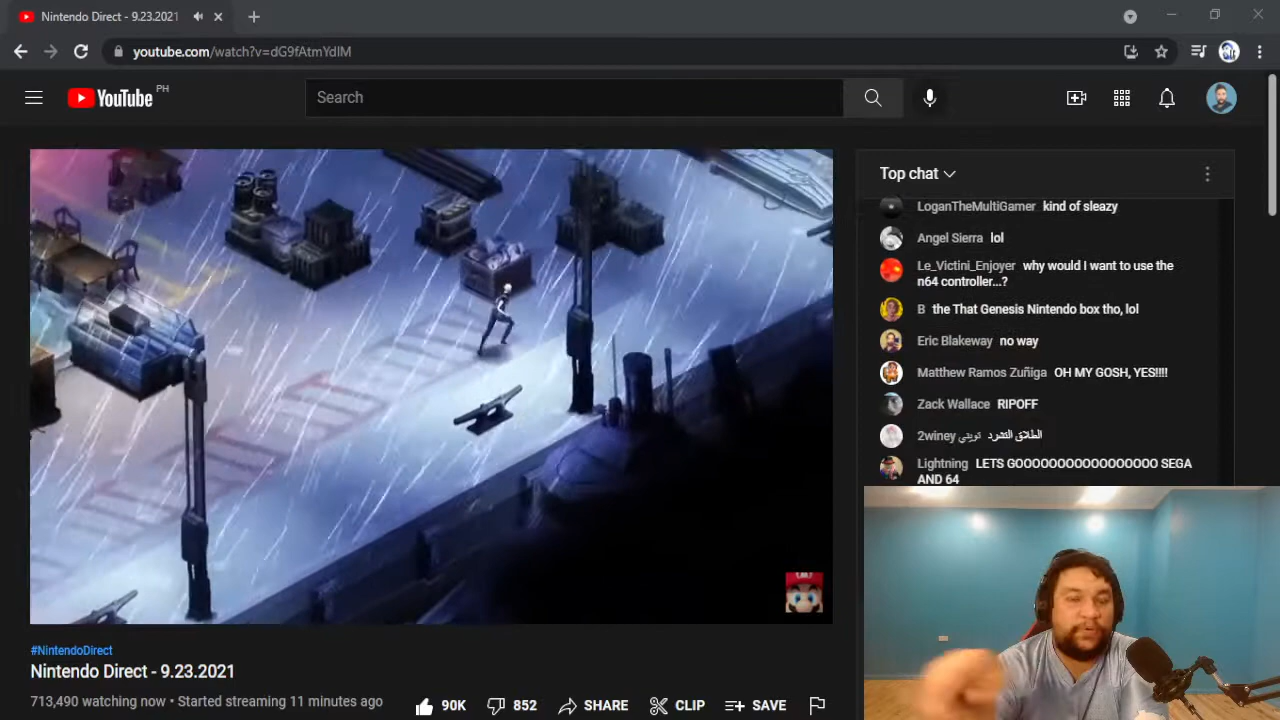 Nintendo Direct - 9.23.2021
youtube.com/watch?v=dG9fAtmYdIM
YouTube PH
Search
Top chat
LoganTheMultiGamer kind of sleazy
Angel Sierra lol
Le_Victini_Enjoyer why would I want to use the
n64 controller...?
B the That Genesis Nintendo box tho, lol
Eric Blakeway no way
Matthew Ramos Zuñiga OH MY GOSH, YES!!!!
Zack Wallace RIPOFF
2winey تويني الطلاق التشرد
Lightning LETS GOOOOOOOOOOOOOOOOO SEGA
AND 64
#NintendoDirect
Nintendo Direct - 9.23.2021
713,490 watching now • Started streaming 11 minutes ago
90K 852 SHARE CLIP SAVE